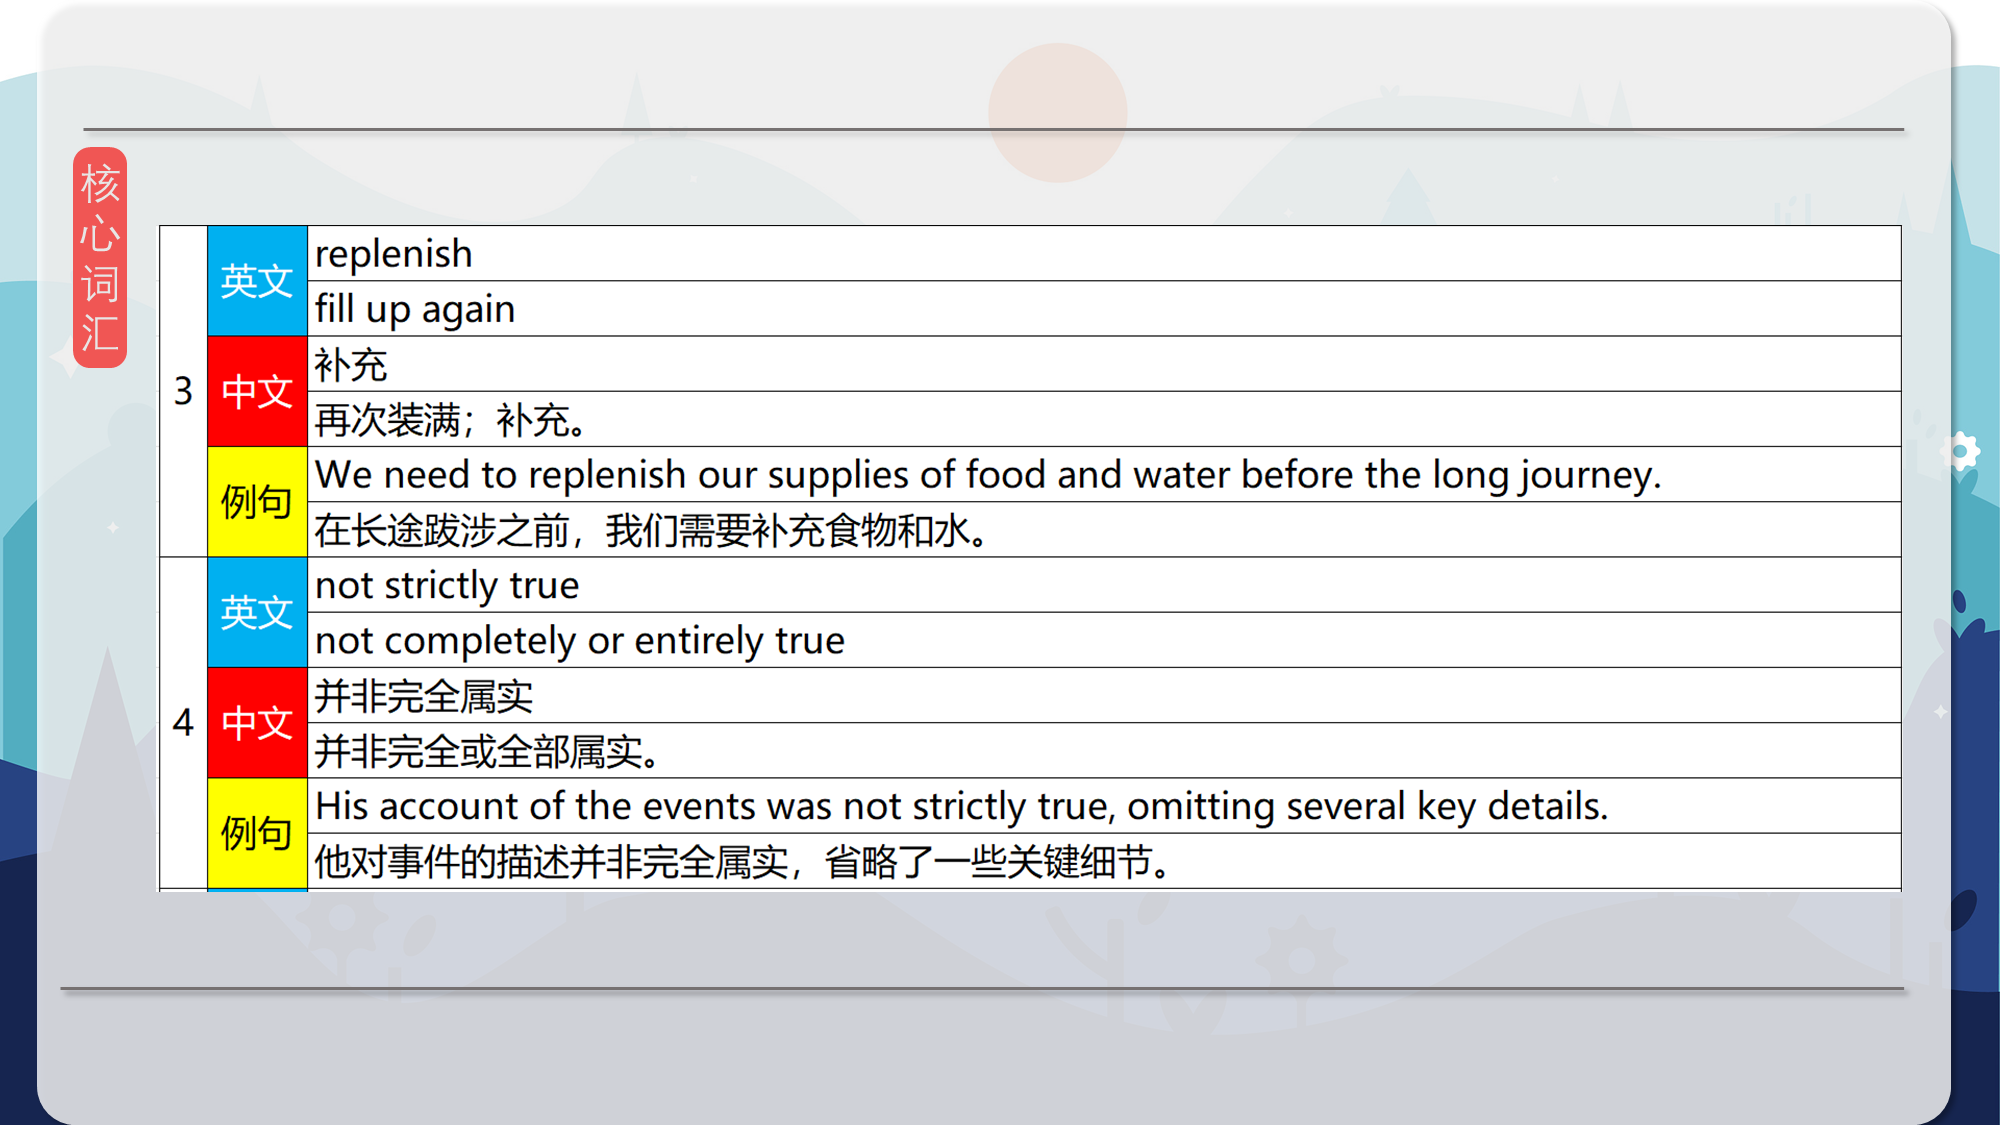 核心词汇
3
英文
replenish
fill up again
中文
补充
再次装满；补充。
例句
We need to replenish our supplies of food and water before the long journey.
在长途跋涉之前，我们需要补充食物和水。
4
英文
not strictly true
not completely or entirely true
中文
并非完全属实
并非完全或全部属实。
例句
His account of the events was not strictly true, omitting several key details.
他对事件的描述并非完全属实，省略了一些关键细节。